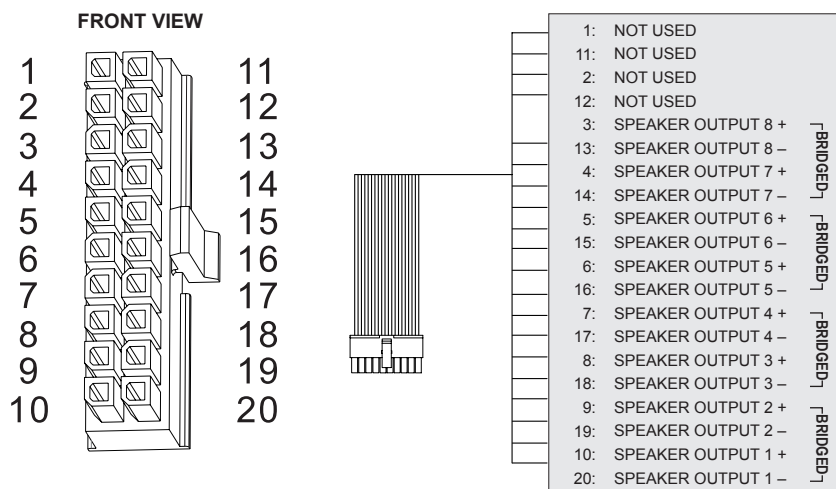 FRONT VIEW
1
2
3
4
5
6
7
8
9
10
11
12
13
14
15
16
17
18
19
20
1: NOT USED
11: NOT USED
2: NOT USED
12: NOT USED
3: SPEAKER OUTPUT 8 +
13: SPEAKER OUTPUT 8 –
4: SPEAKER OUTPUT 7 +
14: SPEAKER OUTPUT 7 –
BRIDGED
5: SPEAKER OUTPUT 6 +
15: SPEAKER OUTPUT 6 –
6: SPEAKER OUTPUT 5 +
16: SPEAKER OUTPUT 5 –
BRIDGED
7: SPEAKER OUTPUT 4 +
17: SPEAKER OUTPUT 4 –
8: SPEAKER OUTPUT 3 +
18: SPEAKER OUTPUT 3 –
BRIDGED
9: SPEAKER OUTPUT 2 +
19: SPEAKER OUTPUT 2 –
10: SPEAKER OUTPUT 1 +
20: SPEAKER OUTPUT 1 –
BRIDGED